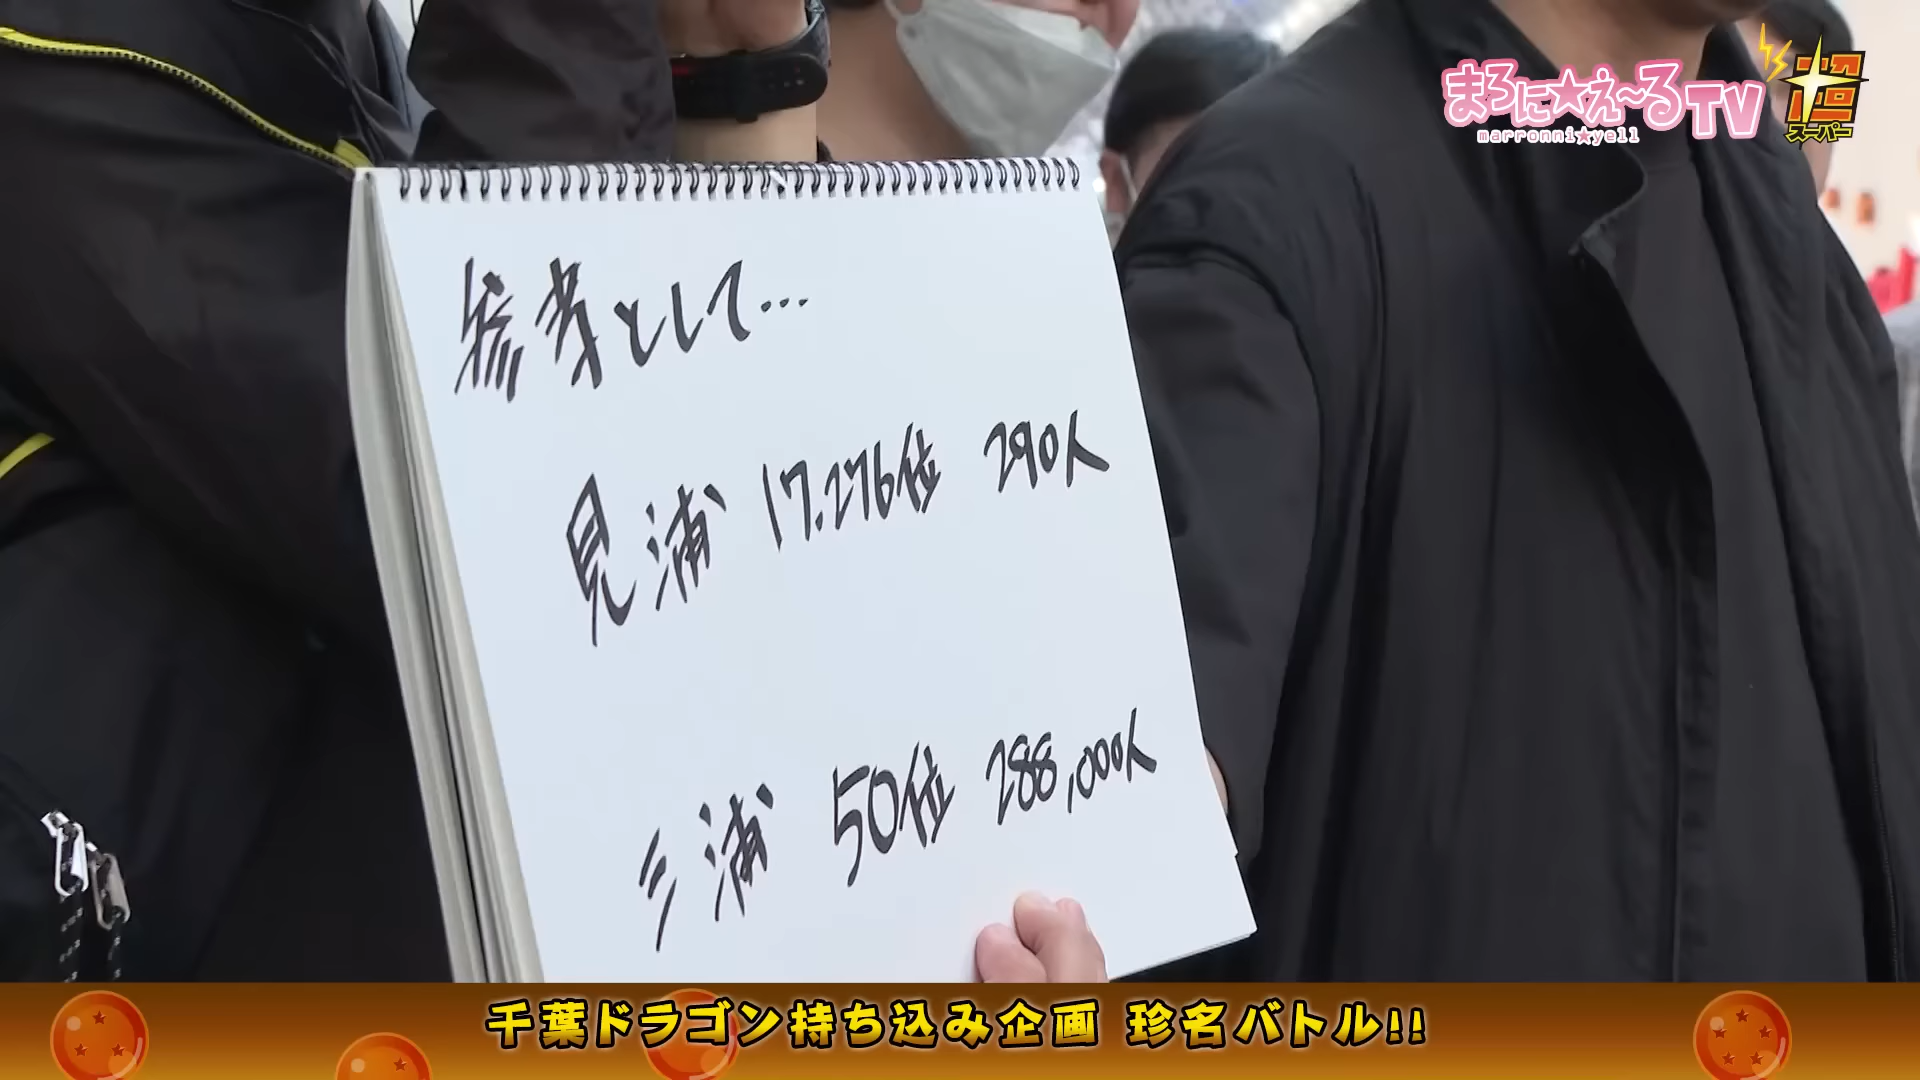 まろに★え〜るTV
marronni★yell
超
スーパー
参考として…
見浦 17.276位 290人
三浦 50位 288,000人
千葉ドラゴン持ち込み企画 珍名バトル!!